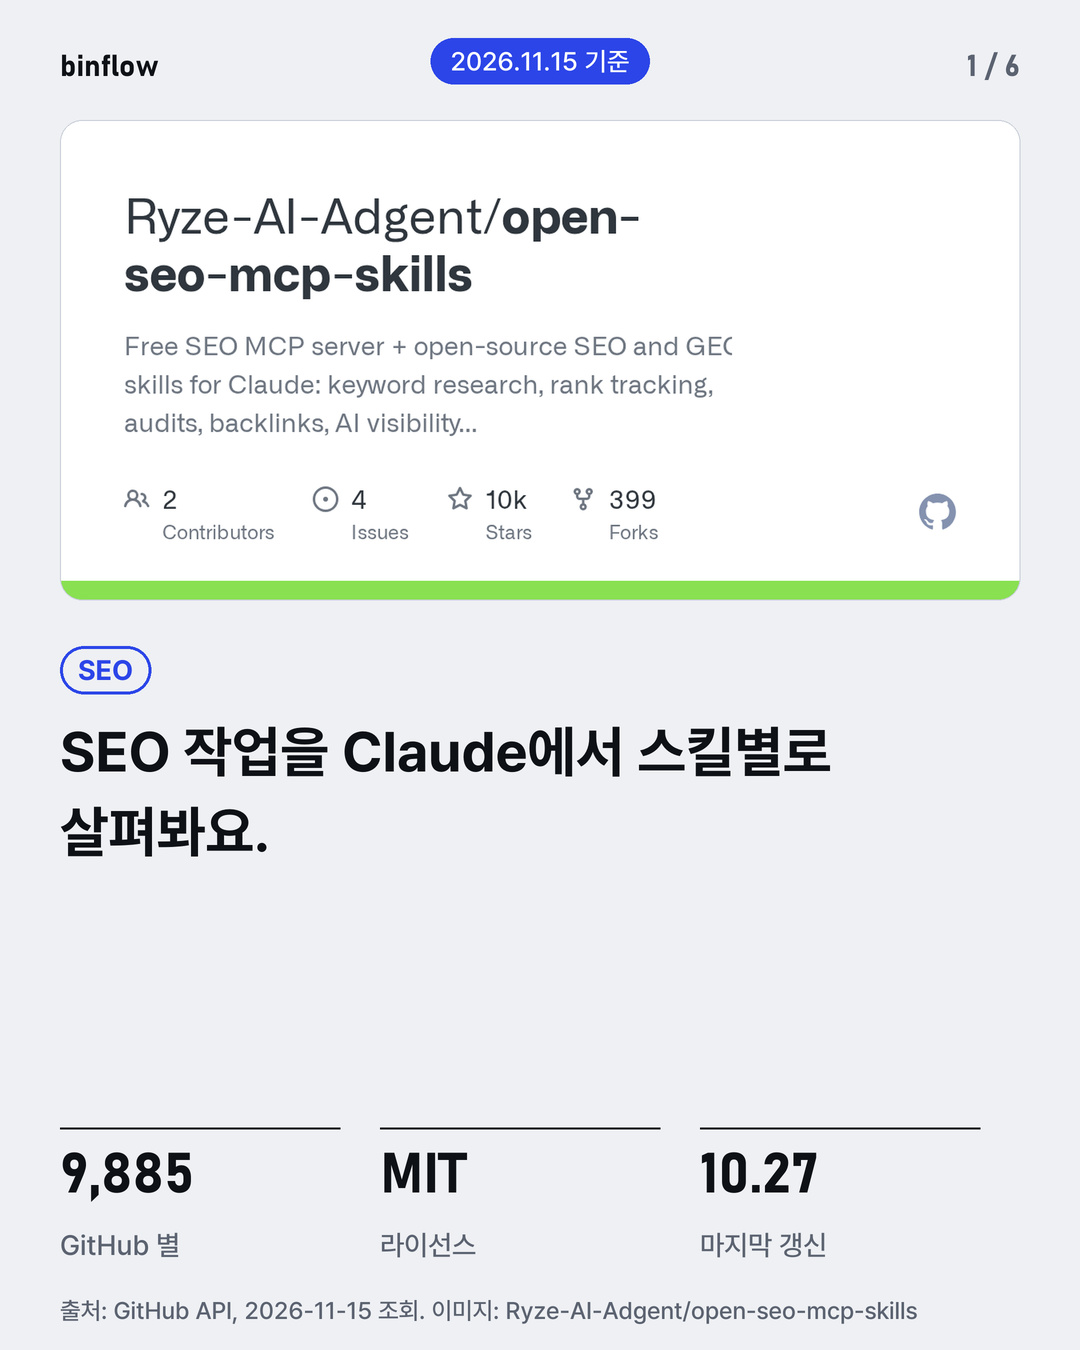 binflow
2026.11.15 기준
1 / 6
Ryze-AI-Adgent/open-
seo-mcp-skills
Free SEO MCP server + open-source SEO and GEO
skills for Claude: keyword research, rank tracking,
audits, backlinks, AI visibility...
2
Contributors
4
Issues
10k
Stars
399
Forks
SEO
SEO 작업을 Claude에서 스킬별로
살펴봐요.
9,885
GitHub 별
MIT
라이선스
10.27
마지막 갱신
출처: GitHub API, 2026-11-15 조회. 이미지: Ryze-AI-Adgent/open-seo-mcp-skills